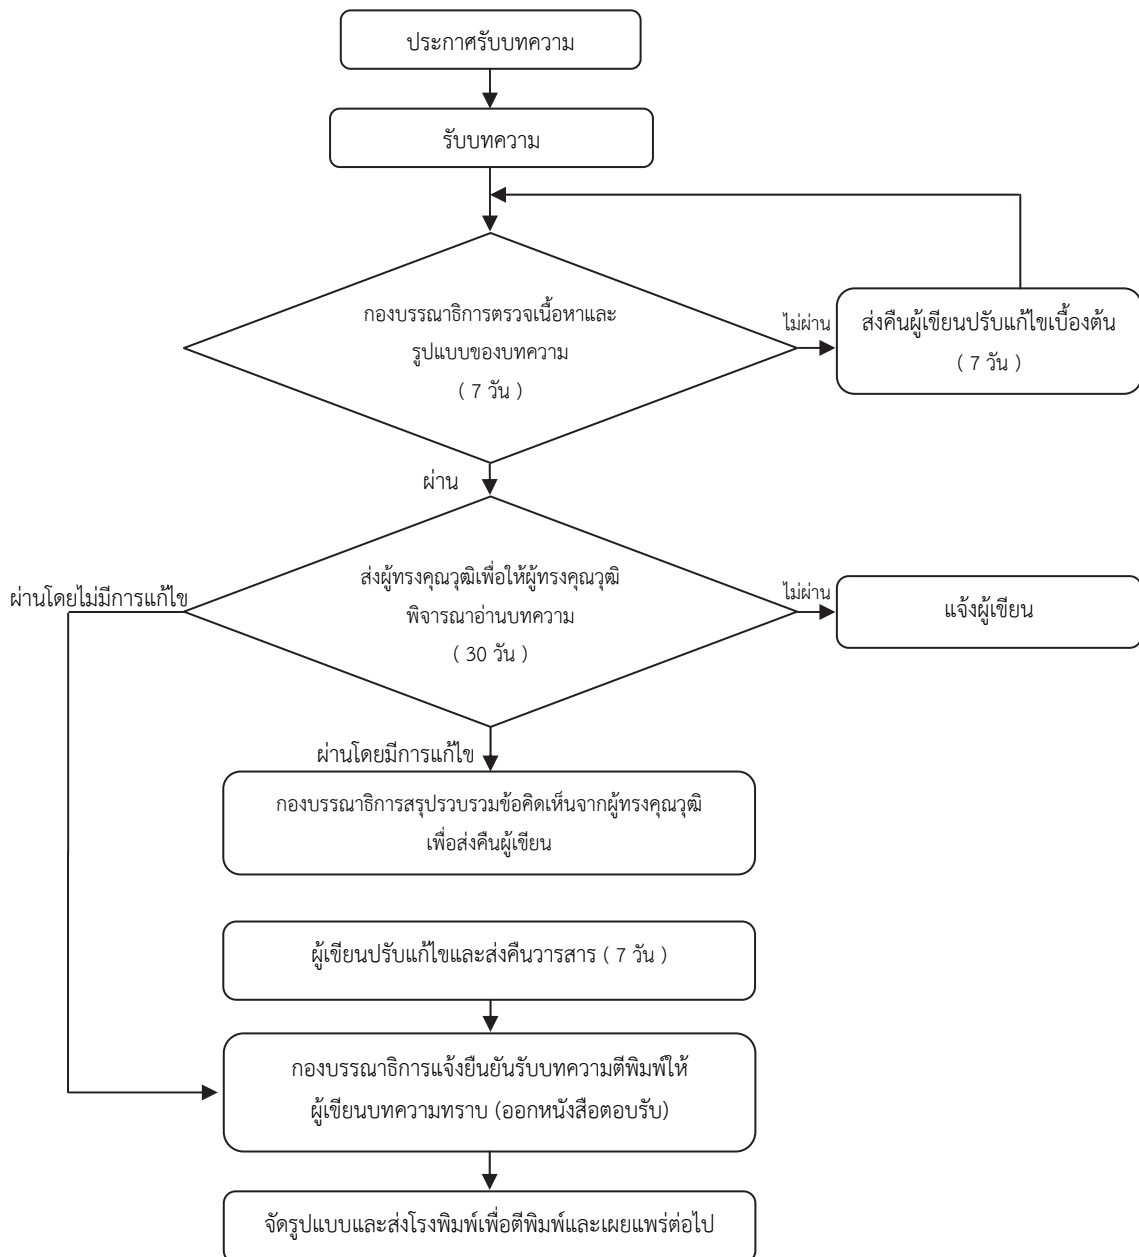 ประกาศรับบทความ
รับบทความ
กองบรรณาธิการตรวจเนื้อหาและ
รูปแบบของบทความ
( 7 วัน )
ไม่ผ่าน
ส่งคืนผู้เขียนปรับแก้ไขเบื้องต้น
( 7 วัน )
ผ่าน
ส่งผู้ทรงคุณวุฒิเพื่อให้ผู้ทรงคุณวุฒิ
พิจารณาอ่านบทความ
( 30 วัน )
ผ่านโดยไม่มีการแก้ไข
ไม่ผ่าน
แจ้งผู้เขียน
ผ่านโดยมีการแก้ไข
กองบรรณาธิการสรุปรวบรวมข้อคิดเห็นจากผู้ทรงคุณวุฒิ
เพื่อส่งคืนผู้เขียน
ผู้เขียนปรับแก้ไขและส่งคืนวารสาร ( 7 วัน )
กองบรรณาธิการแจ้งยืนยันรับบทความตีพิมพ์ให้
ผู้เขียนบทความทราบ (ออกหนังสือตอบรับ)
จัดรูปแบบและส่งโรงพิมพ์เพื่อตีพิมพ์และเผยแพร่ต่อไป